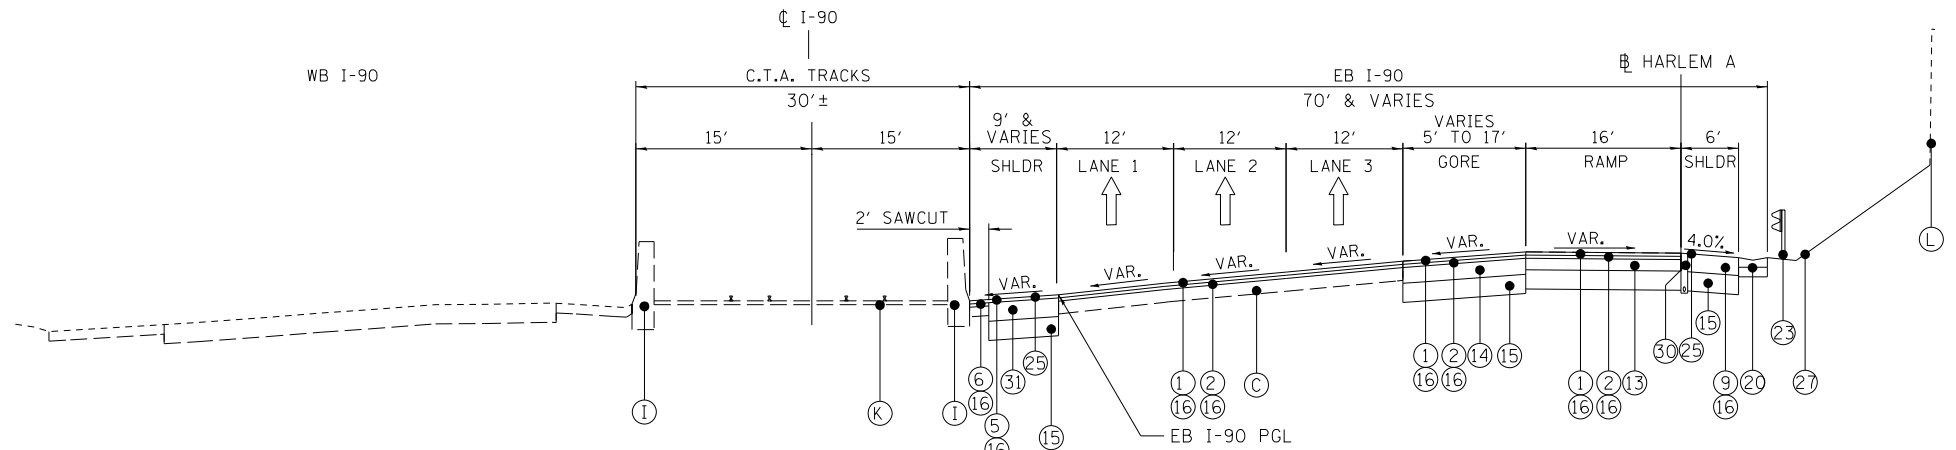 ℄ I-90
WB I-90
C.T.A. TRACKS
EB I-90
℄ HARLEM A
30'±
70' & VARIES
15'
15'
9' &
VARIES
12'
12'
12'
VARIES
5' TO 17'
16'
6'
SHLDR
LANE 1
LANE 2
LANE 3
GORE
RAMP
SHLDR
2' SAWCUT
VAR.
VAR.
VAR.
VAR.
VAR.
VAR.
4.0%
L
I
K
I
6
16
5
16
31
25
15
1
16
2
16
C
1
16
2
16
14
15
1
16
2
16
13
30
25
15
9
16
20
23
27
EB I-90 PGL